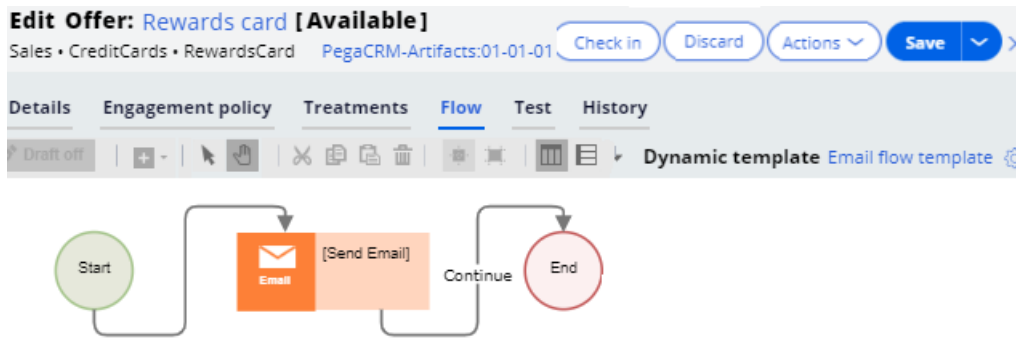 Edit Offer: Rewards card [Available]
Sales • CreditCards • RewardsCard PegaCRM-Artifacts:01-01-01 Check in Discard Actions Save
Details Engagement policy Treatments Flow Test History
Draft off Dynamic template Email flow template
Start
Email
[Send Email]
Continue
End